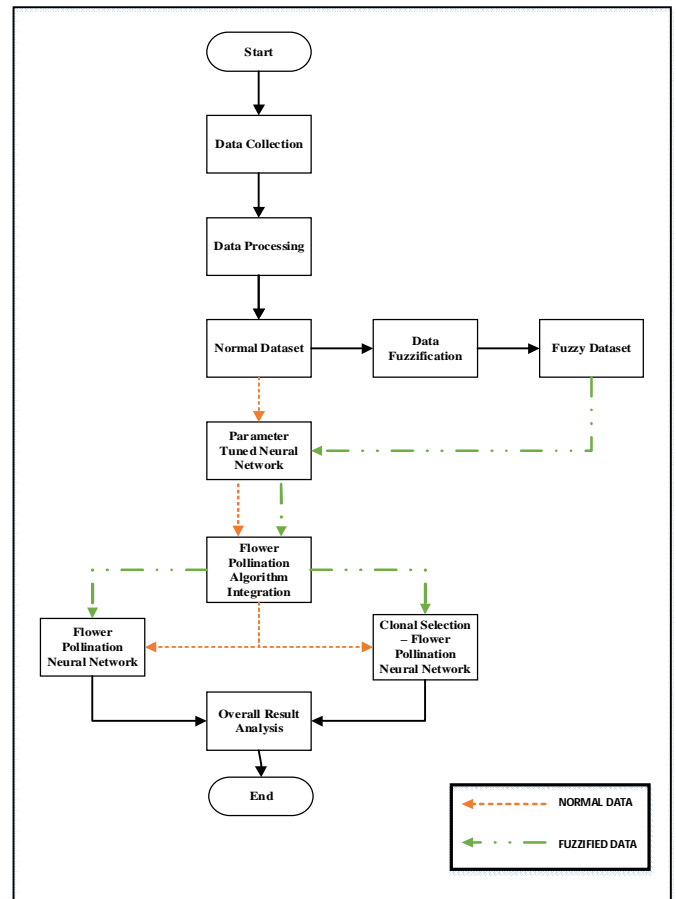 Start
Data Collection
Data Processing
Normal Dataset
Data
Fuzzification
Fuzzy Dataset
Parameter
Tuned Neural
Network
Flower
Pollination
Algorithm
Integration
Flower
Pollination
Neural Network
Clonal Selection
– Flower
Pollination
Neural Network
Overall Result
Analysis
End
NORMAL DATA
FUZZIFIED DATA